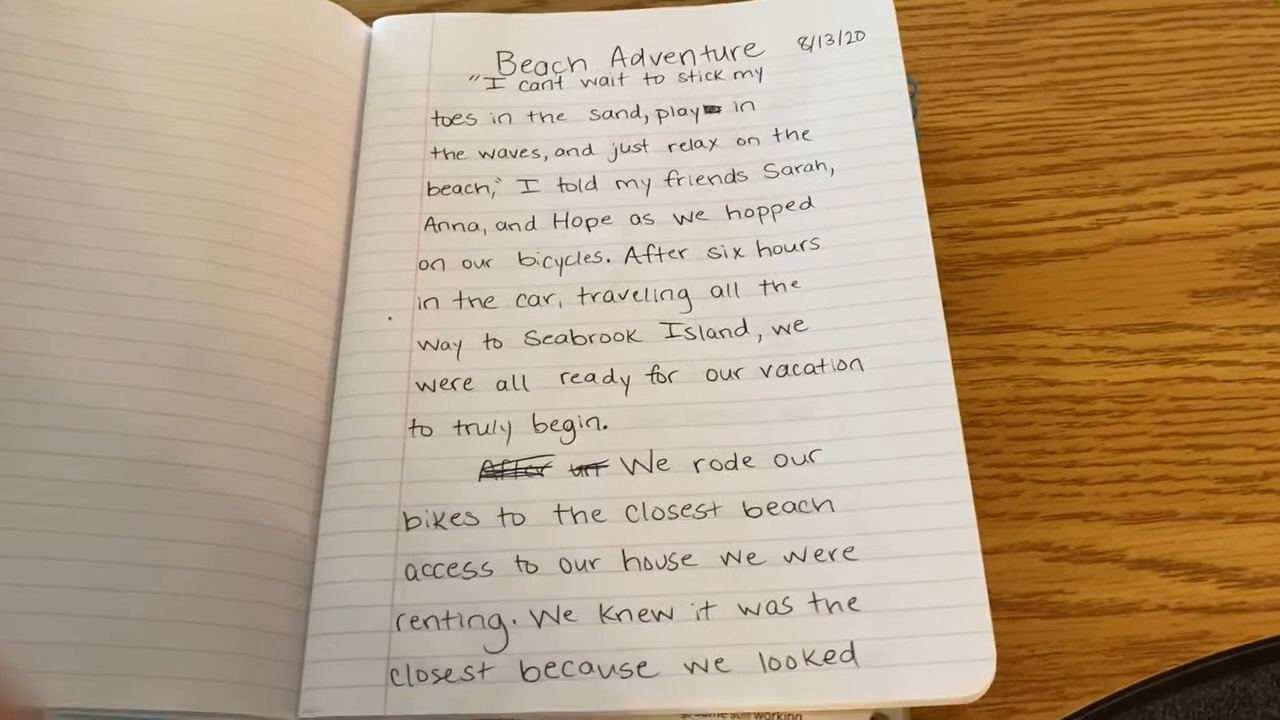 Beach Adventure 8/13/20
"I can't wait to stick my
toes in the sand, play in
the waves, and just relax on the
beach," I told my friends Sarah,
Anna, and Hope as we hopped
on our bicycles. After six hours
in the car, traveling all the
way to Seabrook Island, we
were all ready for our vacation
to truly begin.
After We rode our
bikes to the closest beach
access to our house we were
renting. We knew it was the
closest because we looked
working